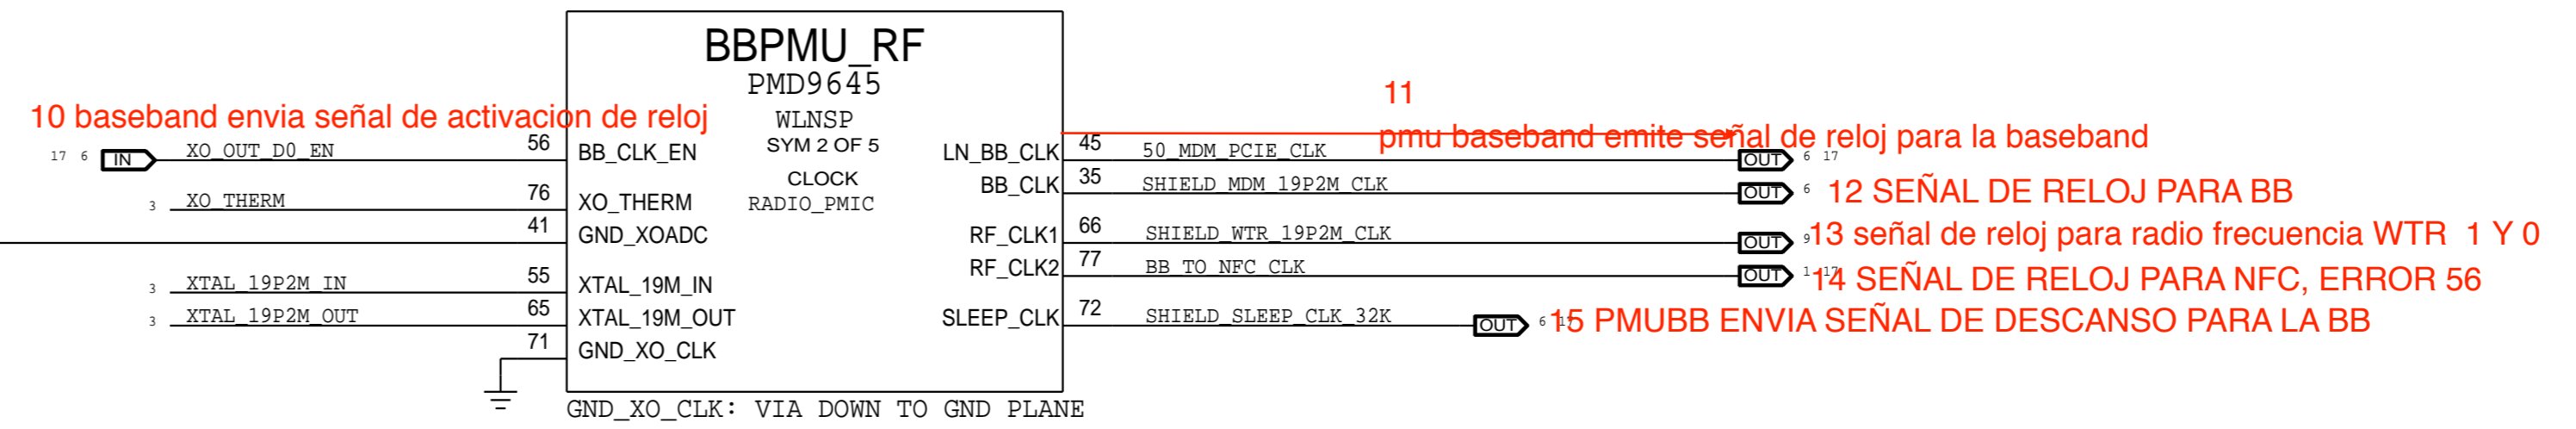 BBPMU_RF
PMD9645
WLNSP
SYM 2 OF 5
CLOCK
RADIO_PMIC
10 baseband envia señal de activacion de reloj
17 6 IN XO_OUT_D0_EN 56 BB_CLK_EN
3 XO_THERM 76 XO_THERM
41 GND_XOADC
3 XTAL_19P2M_IN 55 XTAL_19M_IN
3 XTAL_19P2M_OUT 65 XTAL_19M_OUT
71 GND_XO_CLK
11
pmu baseband emite señal de reloj para la baseband
LN_BB_CLK 45 50_MDM_PCIE_CLK OUT 6 17
BB_CLK 35 SHIELD_MDM_19P2M_CLK OUT 6 12 SEÑAL DE RELOJ PARA BB
RF_CLK1 66 SHIELD_WTR_19P2M_CLK OUT 9 13 señal de reloj para radio frecuencia WTR 1 Y 0
RF_CLK2 77 BB_TO_NFC_CLK OUT 1 17 14 SEÑAL DE RELOJ PARA NFC, ERROR 56
SLEEP_CLK 72 SHIELD_SLEEP_CLK_32K OUT 6 15 PMUBB ENVIA SEÑAL DE DESCANSO PARA LA BB
GND_XO_CLK: VIA DOWN TO GND PLANE